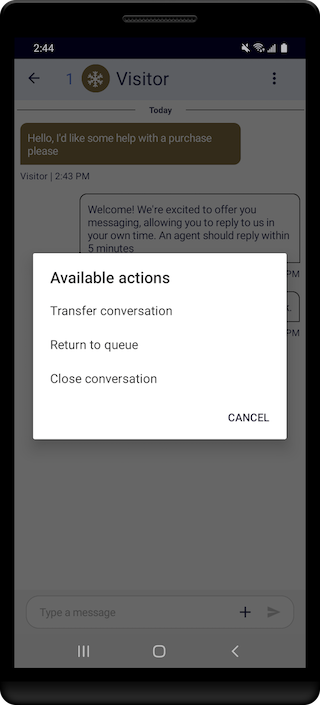 2:44
1 Visitor
Today
Hello, I'd like some help with a purchase
please
Visitor | 2:43 PM
Welcome! We're excited to offer you
messaging, allowing you to reply to us in
your own time. An agent should reply within
5 minutes
PM
Available actions
Transfer conversation
PM
Return to queue
Close conversation
CANCEL
Type a message